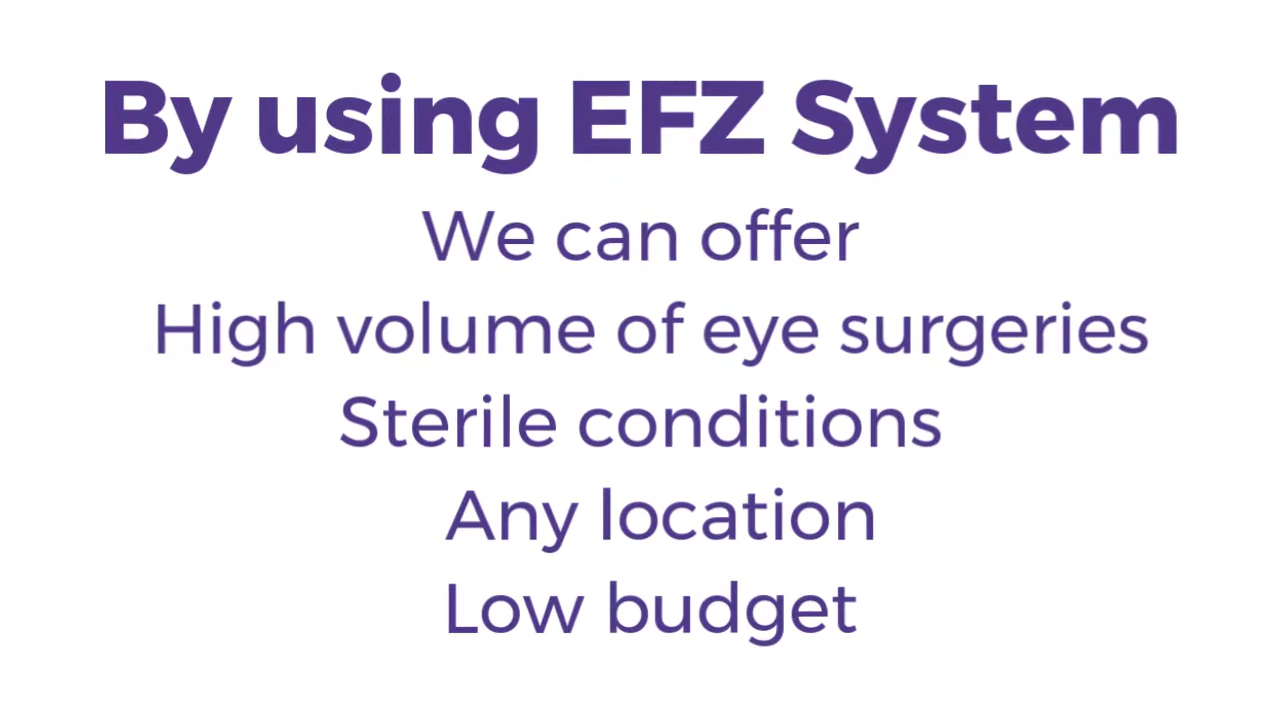 By using EFZ System
We can offer
High volume of eye surgeries
Sterile conditions
Any location
Low budget